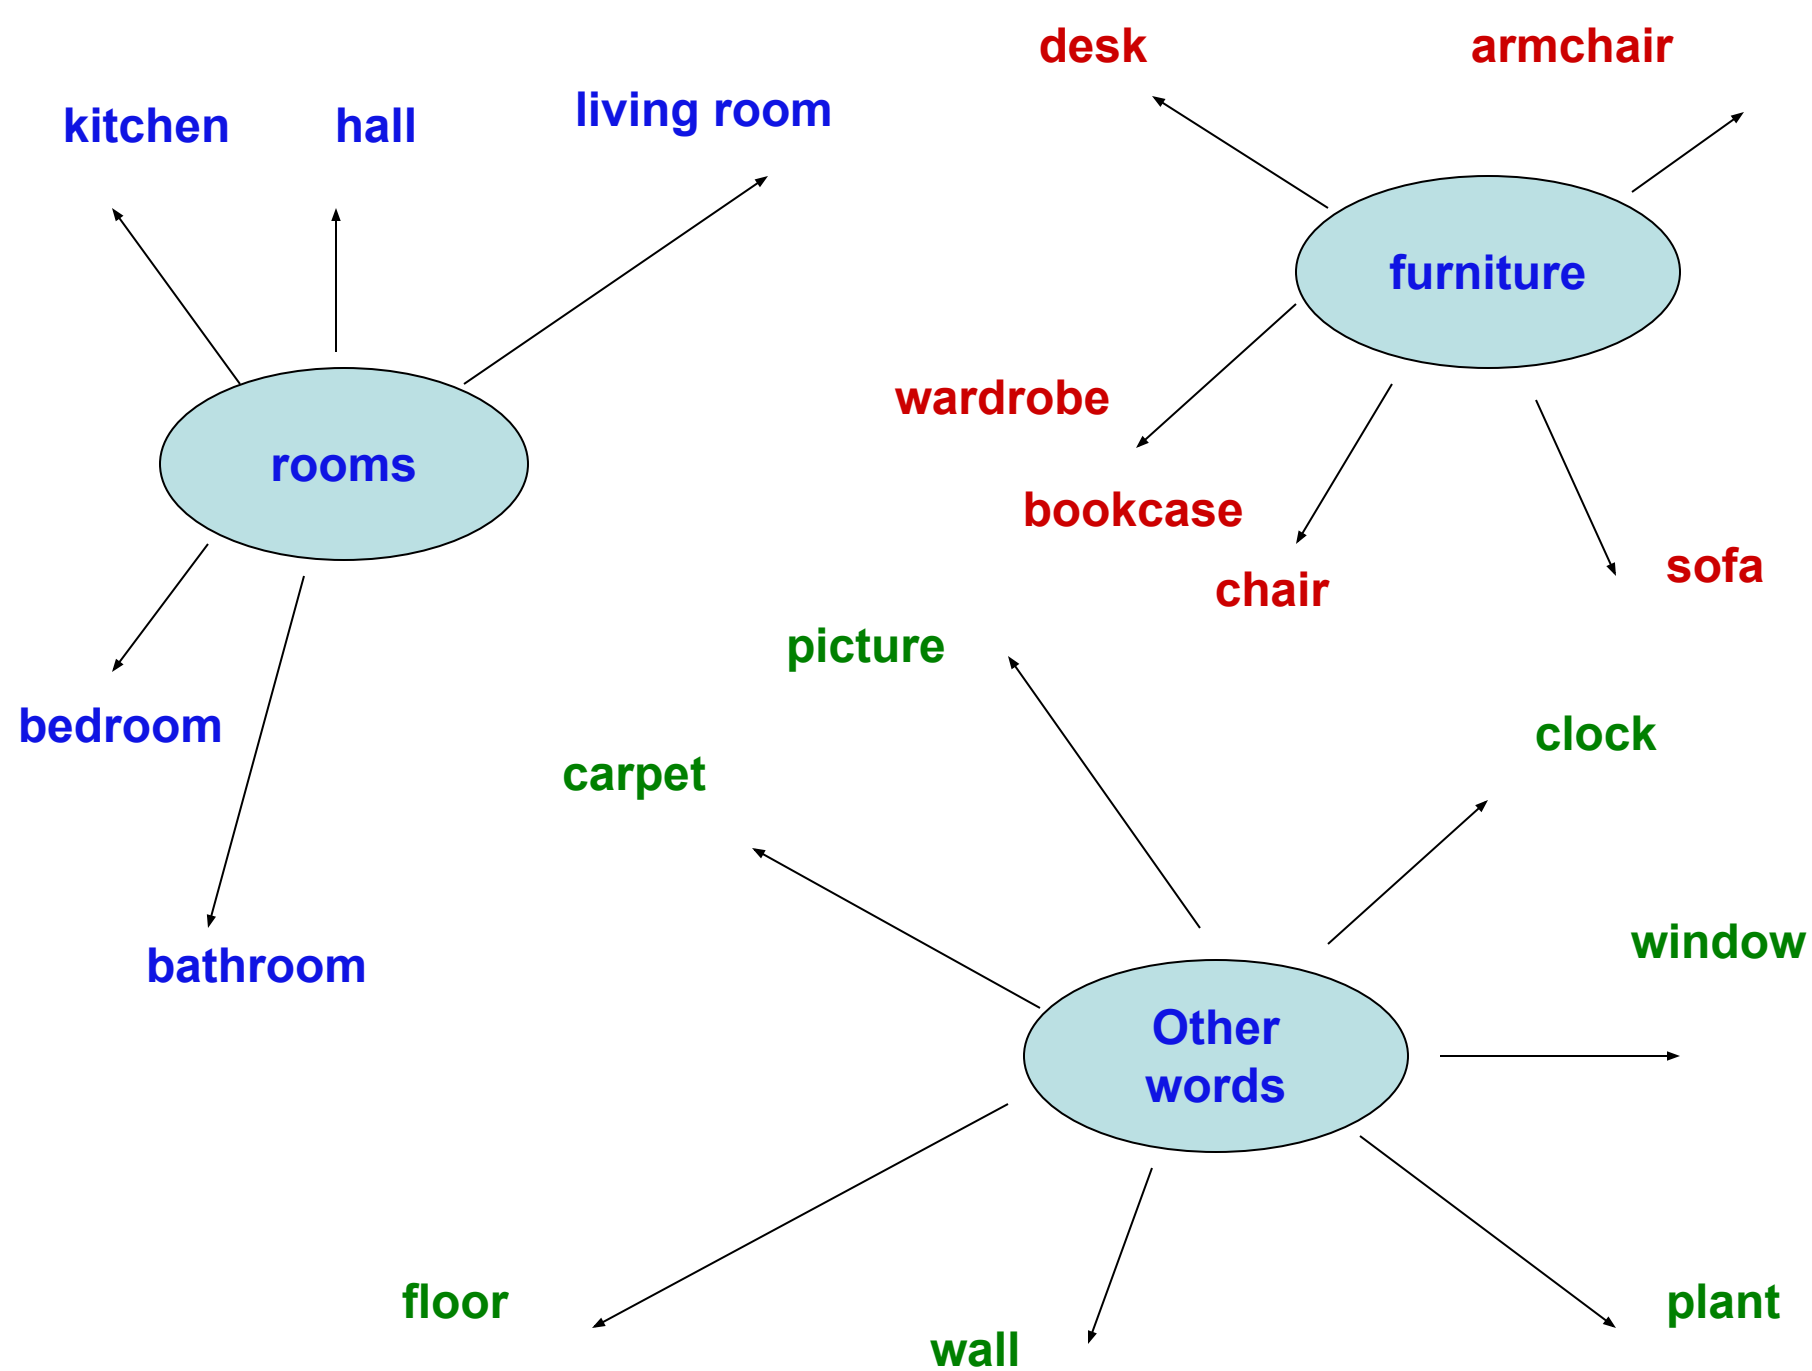 desk
armchair
kitchen
hall
living room
furniture
wardrobe
rooms
bookcase
chair
sofa
picture
bedroom
carpet
clock
window
bathroom
Other
words
floor
wall
plant